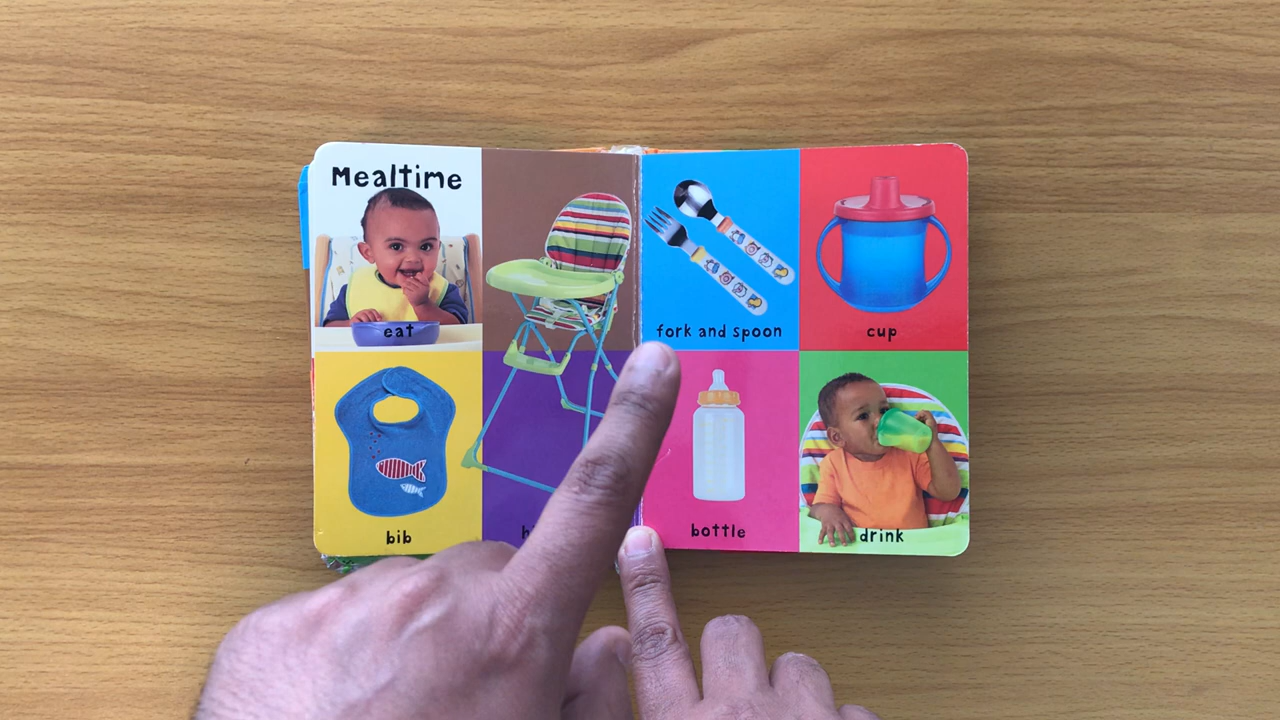 Mealtime
eat
fork and spoon
cup
bib
bottle
drink